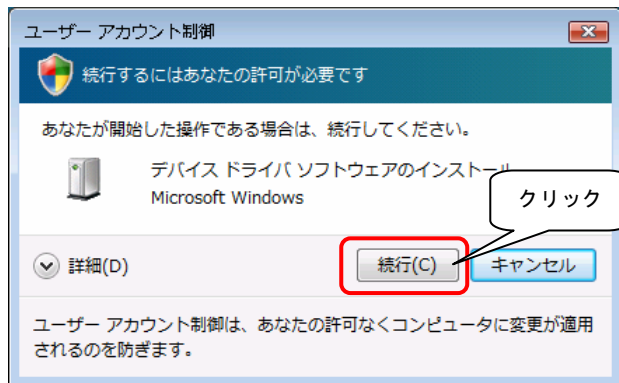 ユーザー アカウント制御
続行するにはあなたの許可が必要です
あなたが開始した操作である場合は、続行してください。
デバイス ドライバ ソフトウェアのインストール
Microsoft Windows
クリック
詳細(D)
続行(C)
キャンセル
ユーザー アカウント制御は、あなたの許可なくコンピュータに変更が適用
されるのを防ぎます。